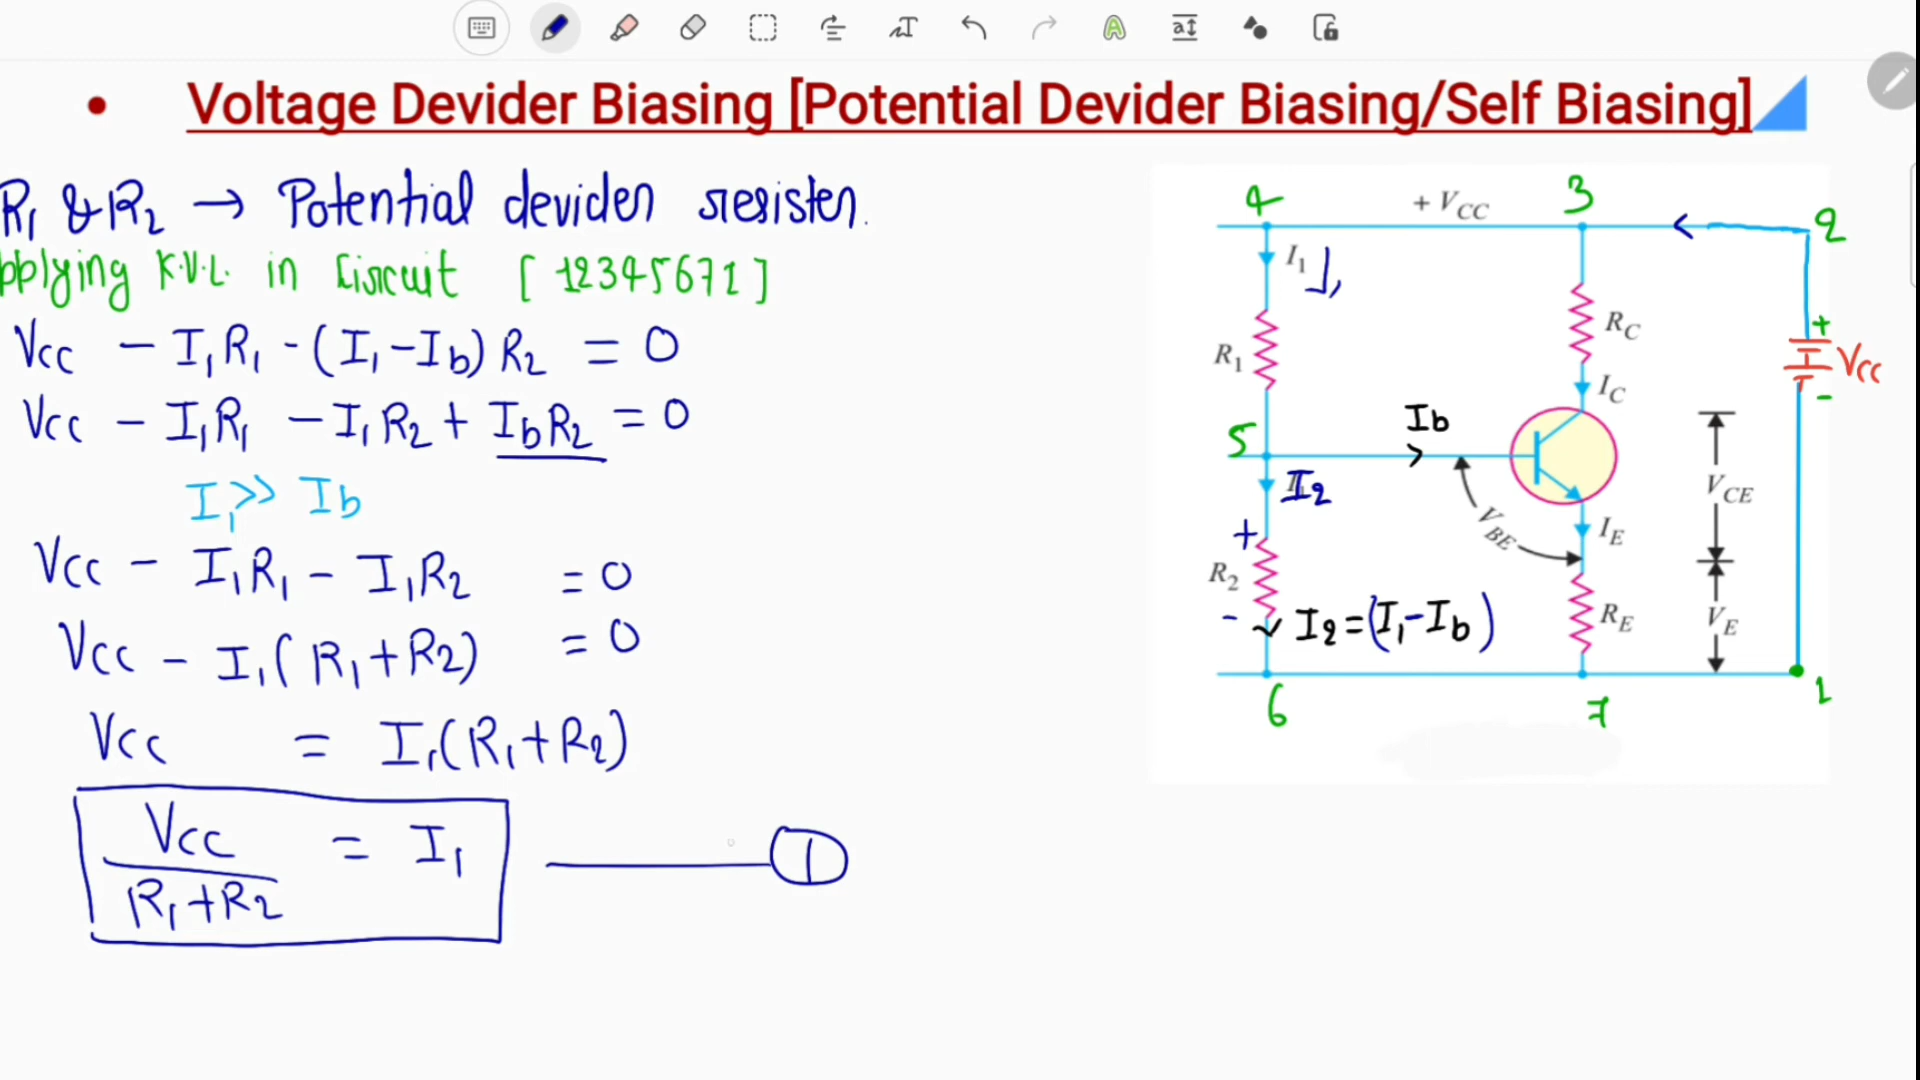 • Voltage Devider Biasing [Potential Devider Biasing/Self Biasing]
R₁ & R₂ → Potential devider resister.
pplying K.V.L. in Circuit [12345671]
Vcc - I₁R₁ - (I₁-Ib) R₂ = 0
Vcc - I₁R₁ - I₁R₂ + IbR₂ = 0
I₁ >> Ib
Vcc - I₁R₁ - I₁R₂ = 0
Vcc - I₁(R₁+R₂) = 0
Vcc = I₁(R₁+R₂)
Vcc/R₁+R₂ = I₁ ——— ①
4
+ VCC
3
2
I₁ I₁
RC
+
Vcc
-
R₁
IC
5
Ib
I₂
VCE
VBE
IE
+
R₂
-
I₂=(I₁-Ib)
RE
VE
6
7
1